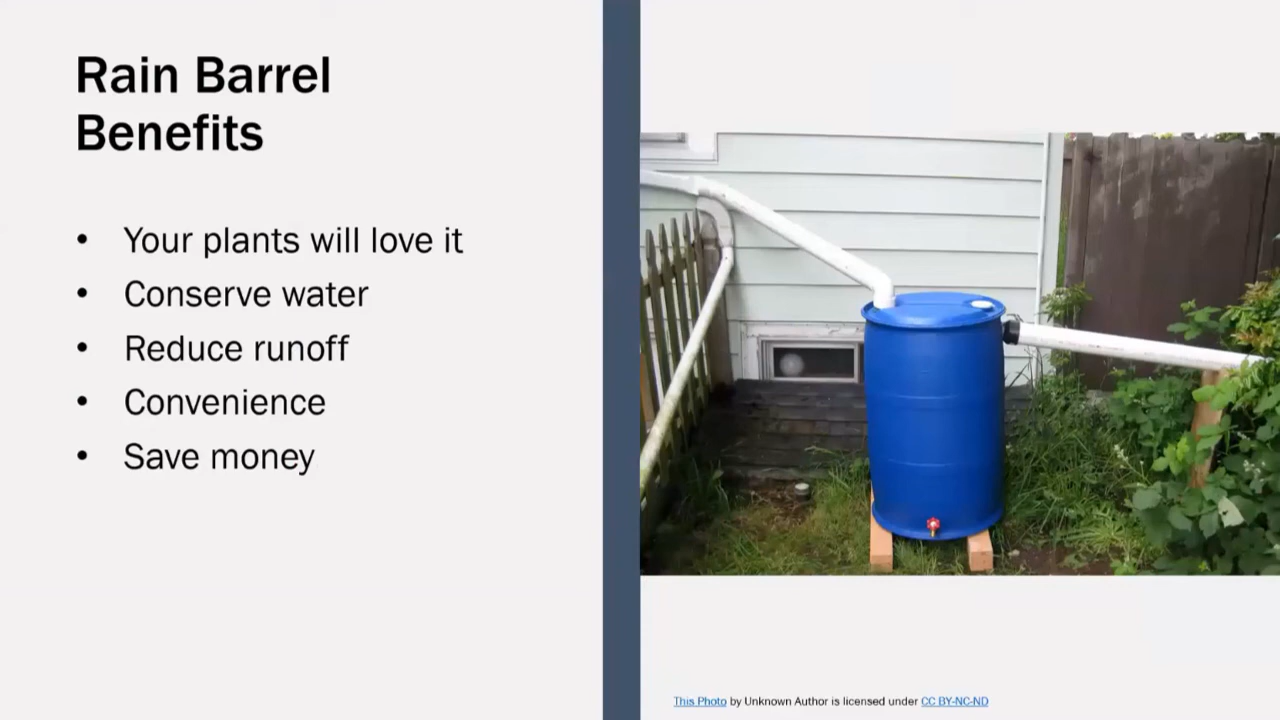 Rain Barrel
Benefits
• Your plants will love it
• Conserve water
• Reduce runoff
• Convenience
• Save money
This Photo by Unknown Author is licensed under CC BY-NC-ND